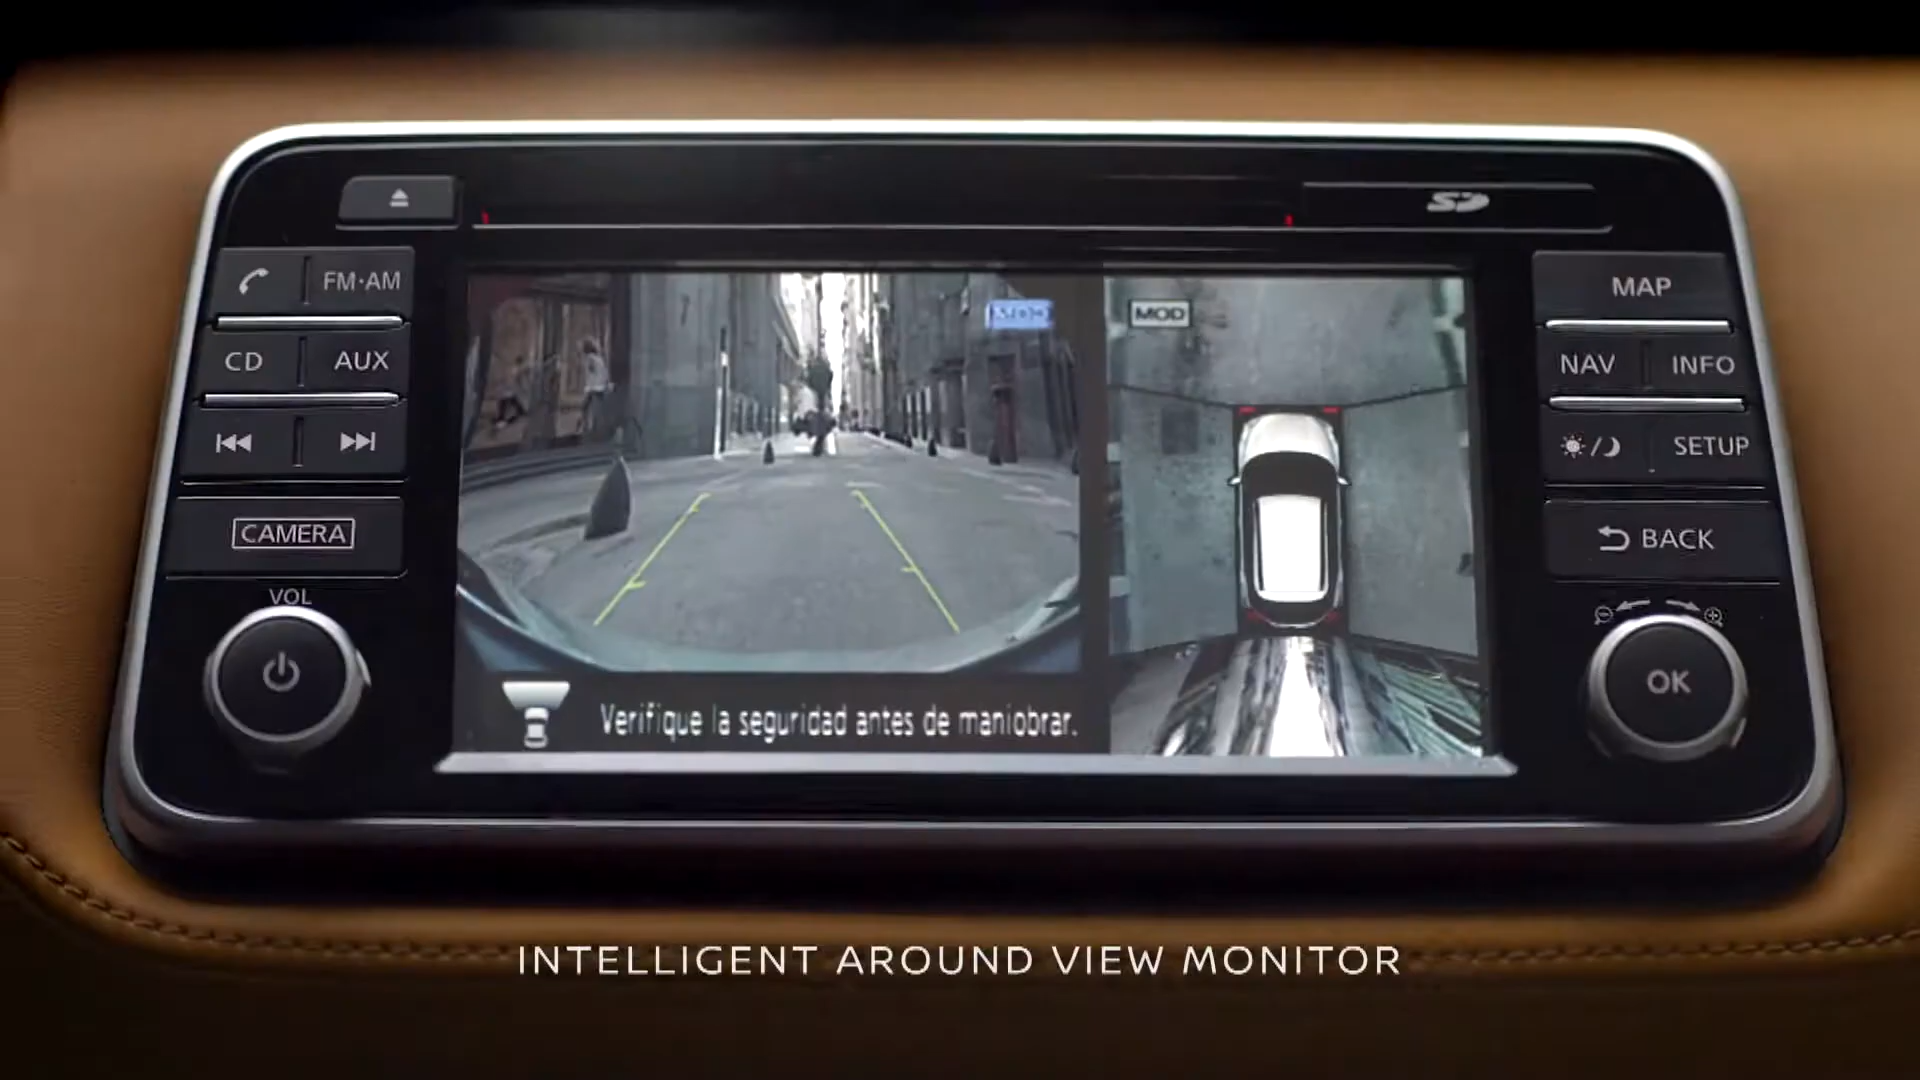 SD
FM·AM
MAP
MOD
CD
AUX
NAV
INFO
SETUP
CAMERA
BACK
VOL
OK
Verifique la seguridad antes de maniobrar.
INTELLIGENT AROUND VIEW MONITOR